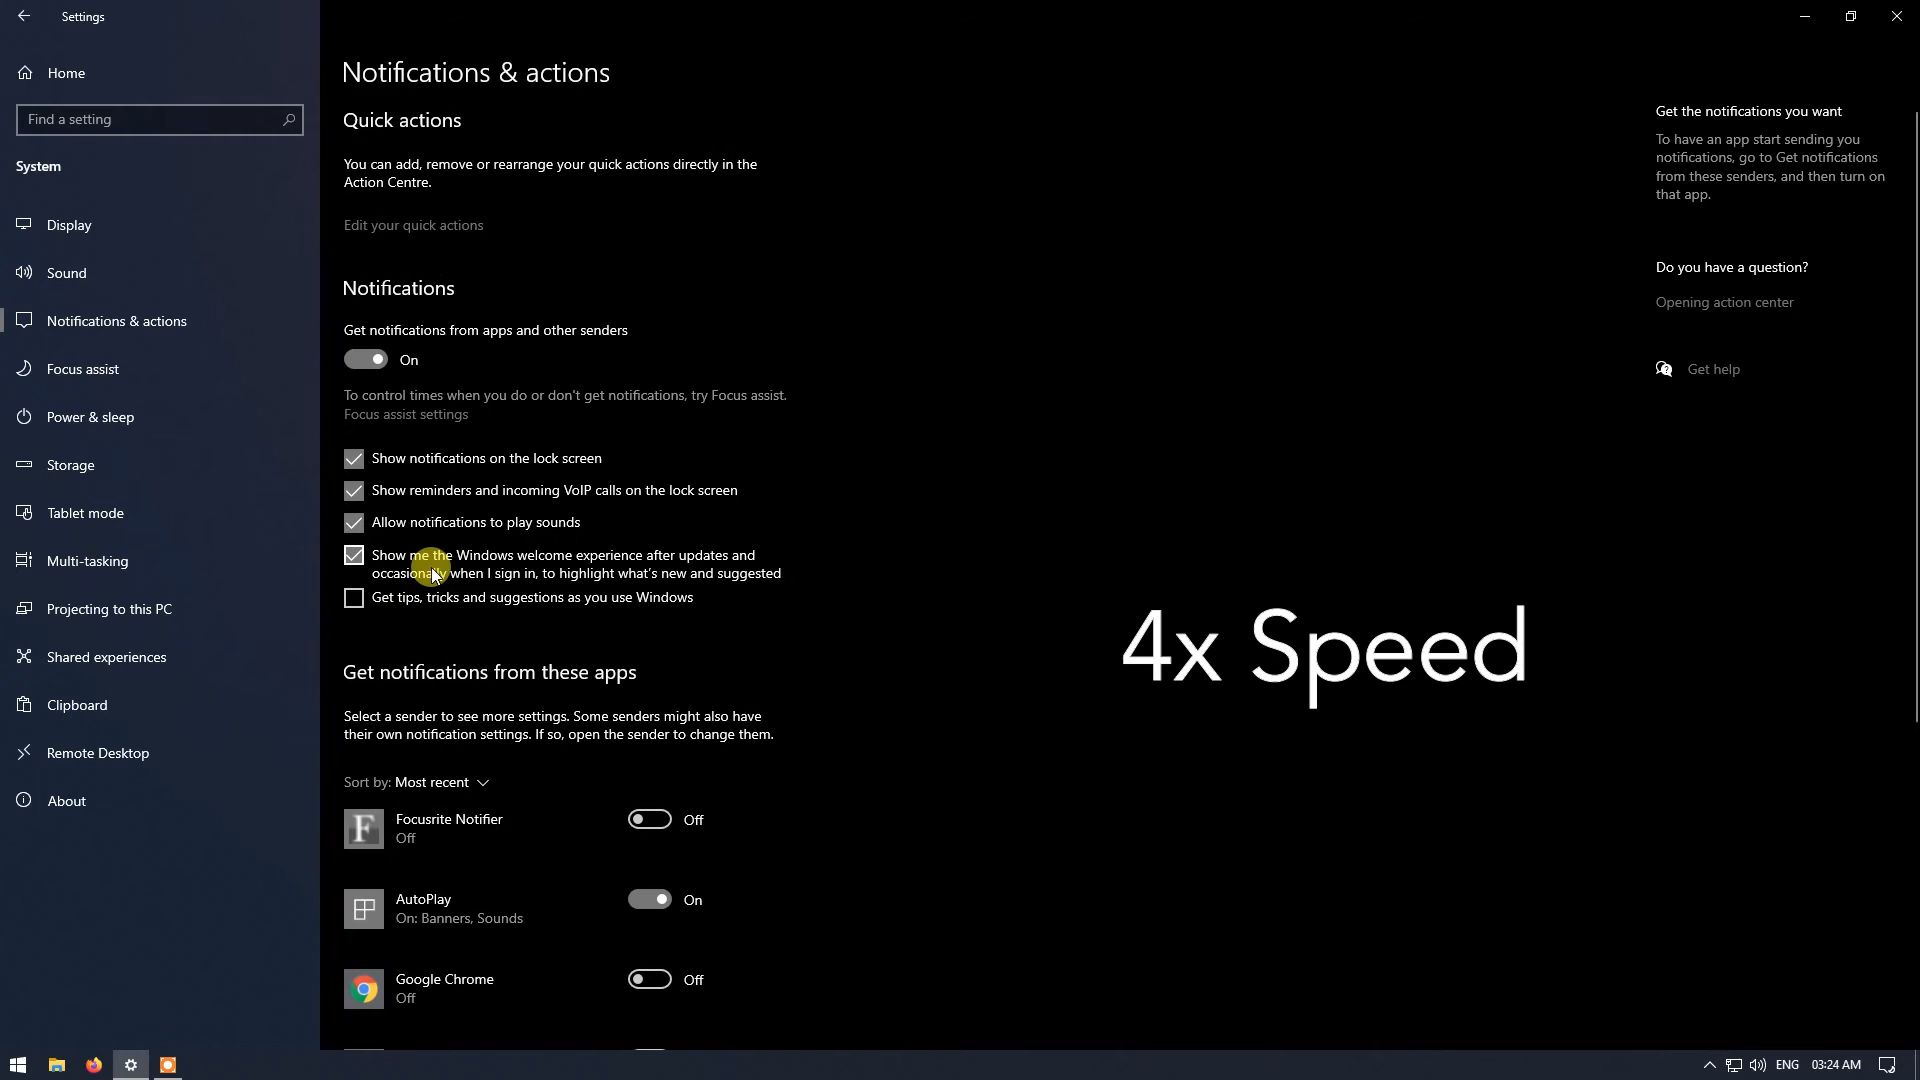 Settings
Home
Find a setting
System
Display
Sound
Notifications & actions
Focus assist
Power & sleep
Storage
Tablet mode
Multi-tasking
Projecting to this PC
Shared experiences
Clipboard
Remote Desktop
About
Notifications & actions
Quick actions
You can add, remove or rearrange your quick actions directly in the
Action Centre.
Edit your quick actions
Notifications
Get notifications from apps and other senders
On
To control times when you do or don't get notifications, try Focus assist.
Focus assist settings
Show notifications on the lock screen
Show reminders and incoming VoIP calls on the lock screen
Allow notifications to play sounds
Show me the Windows welcome experience after updates and
occasionally when I sign in, to highlight what's new and suggested
Get tips, tricks and suggestions as you use Windows
Get notifications from these apps
Select a sender to see more settings. Some senders might also have
their own notification settings. If so, open the sender to change them.
Sort by: Most recent
Focusrite Notifier
Off
Off
AutoPlay
On: Banners, Sounds
On
Google Chrome
Off
Off
Get the notifications you want
To have an app start sending you
notifications, go to Get notifications
from these senders, and then turn on
that app.
Do you have a question?
Opening action center
Get help
4x Speed
ENG
03:24 AM